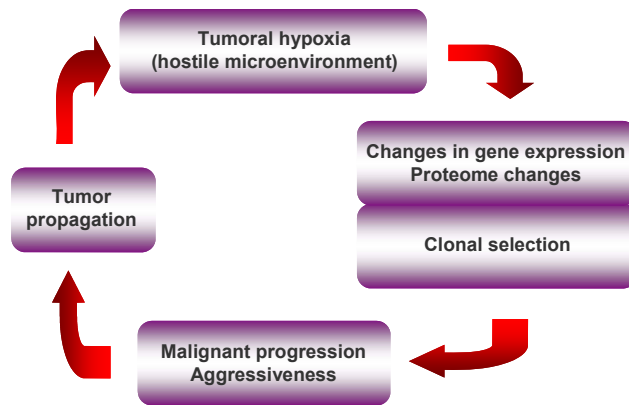 Tumoral hypoxia
(hostile microenvironment)
Changes in gene expression
Proteome changes
Clonal selection
Malignant progression
Aggressiveness
Tumor
propagation